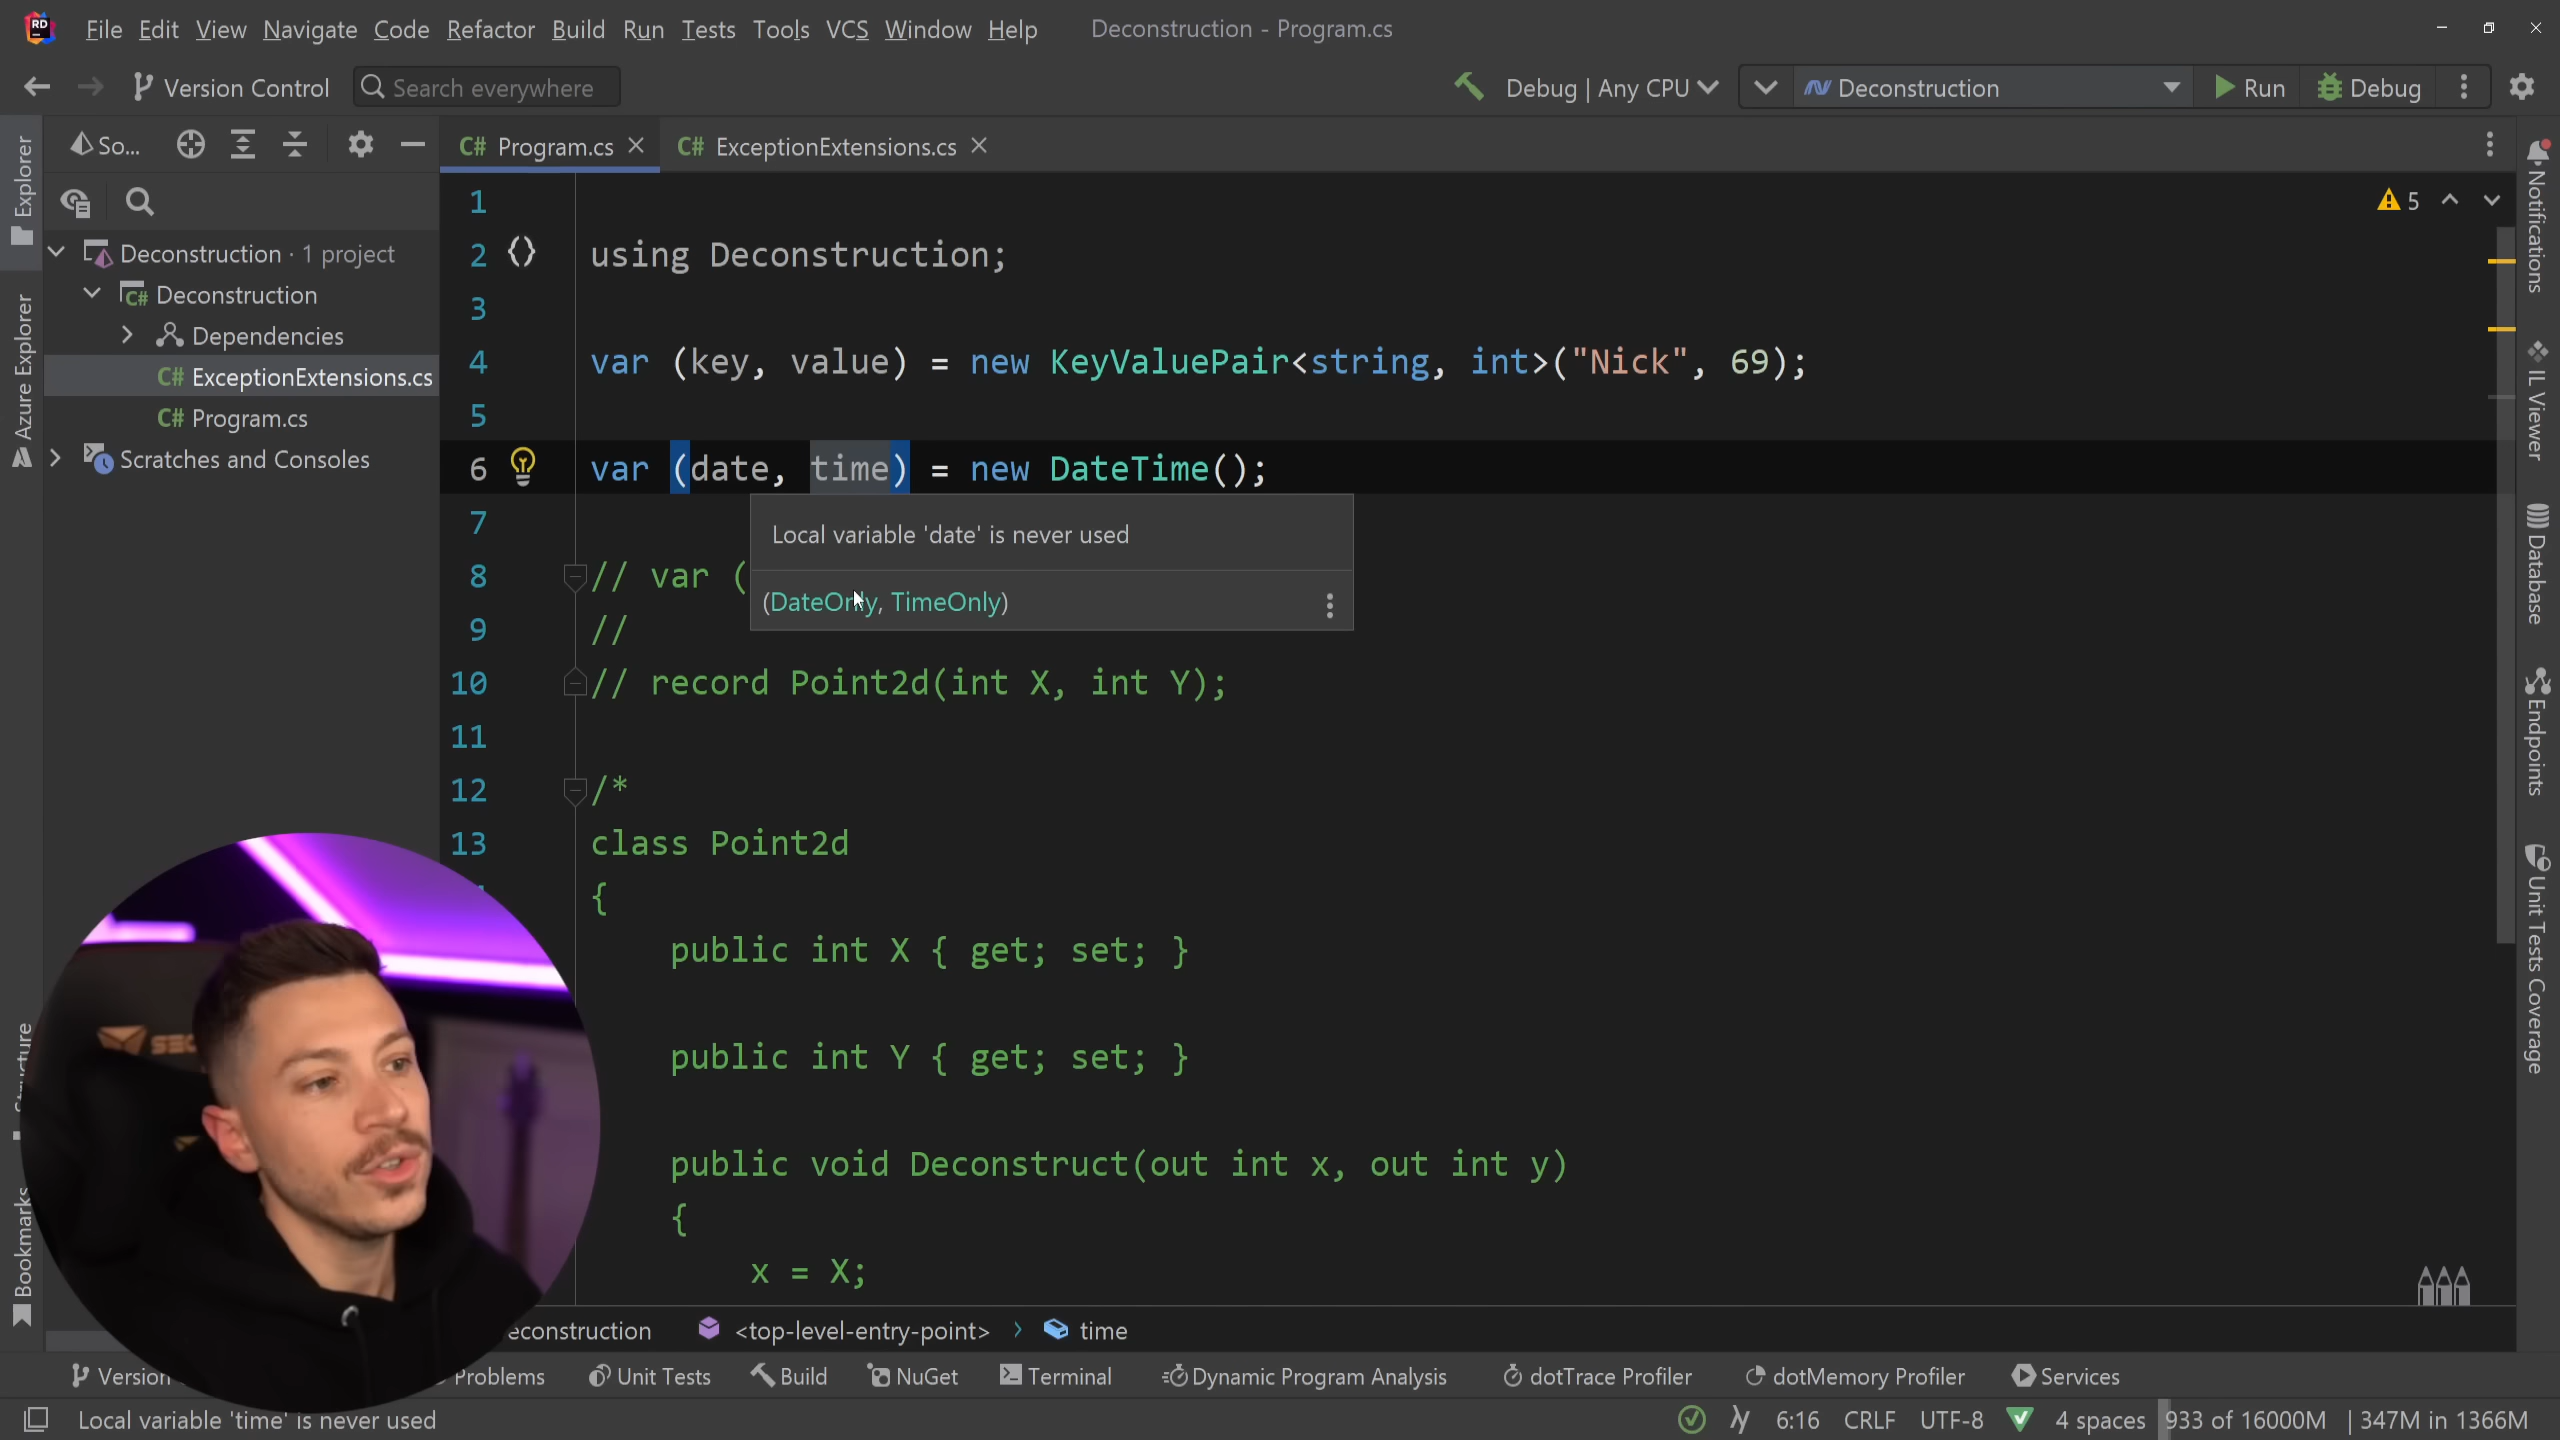 File Edit View Navigate Code Refactor Build Run Tests Tools VCS Window Help Deconstruction - Program.cs
Version Control Search everywhere Debug | Any CPU Deconstruction Run Debug
So...
C# Program.cs C# ExceptionExtensions.cs
Explorer
Azure Explorer
Structure
Bookmarks
Deconstruction · 1 project
C# Deconstruction
Dependencies
C# ExceptionExtensions.cs
C# Program.cs
Scratches and Consoles
5
1
2 using Deconstruction;
3
4 var (key, value) = new KeyValuePair<string, int>("Nick", 69);
5
6 var (date, time) = new DateTime();
Local variable 'date' is never used
(DateOnly, TimeOnly)
7
8 // var (
9 //
10 // record Point2d(int X, int Y);
11
12 /*
13 class Point2d
{
public int X { get; set; }
public int Y { get; set; }
public void Deconstruct(out int x, out int y)
{
x = X;
Notifications
IL Viewer
Database
Endpoints
Unit Tests Coverage
econstruction <top-level-entry-point> time
Version Problems Unit Tests Build NuGet Terminal Dynamic Program Analysis dotTrace Profiler dotMemory Profiler Services
Local variable 'time' is never used 6:16 CRLF UTF-8 4 spaces 933 of 16000M 347M in 1366M